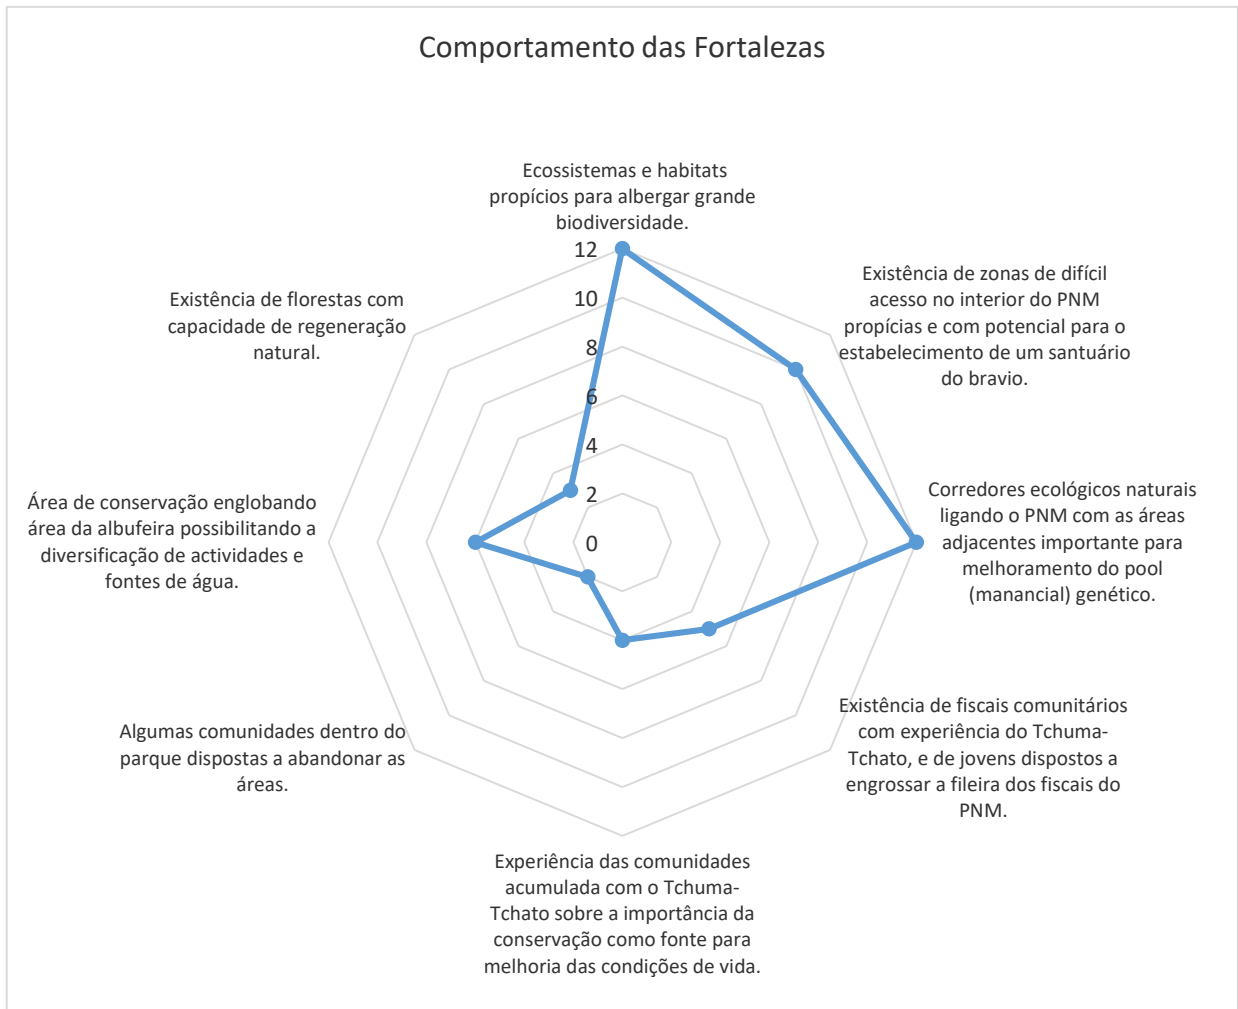 Comportamento das Fortalezas
Ecossistemas e habitats
propícios para albergar grande
biodiversidade.
Existência de zonas de difícil
acesso no interior do PNM
propícias e com potencial para o
estabelecimento de um santuário
do bravio.
Corredores ecológicos naturais
ligando o PNM com as áreas
adjacentes importante para
melhoramento do pool
(manancial) genético.
Existência de fiscais comunitários
com experiência do Tchuma-
Tchato, e de jovens dispostos a
engrossar a fileira dos fiscais do
PNM.
Experiência das comunidades
acumulada com o Tchuma-
Tchato sobre a importância da
conservação como fonte para
melhoria das condições de vida.
Algumas comunidades dentro do
parque dispostas a abandonar as
áreas.
Área de conservação englobando
área da albufeira possibilitando a
diversificação de actividades e
fontes de água.
Existência de florestas com
capacidade de regeneração
natural.
12
10
8
6
4
2
0